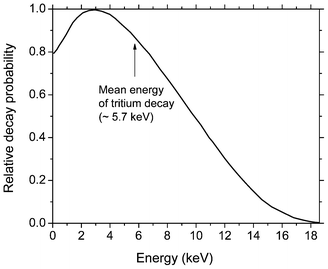 1.0
0.8
0.6
0.4
0.2
0.0
Relative decay probability
Mean energy
of tritium decay
(~ 5.7 keV)
0 2 4 6 8 10 12 14 16 18
Energy (keV)